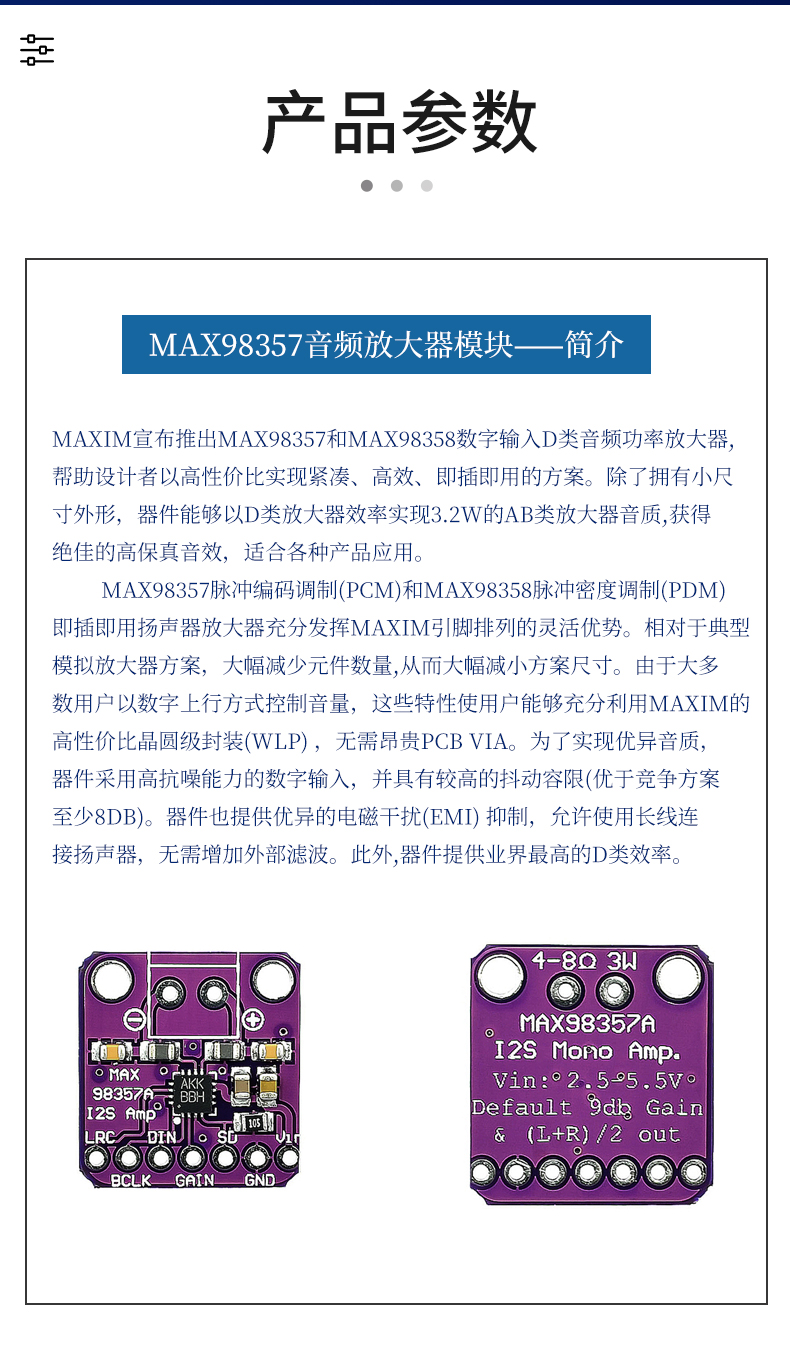 产品参数
MAX98357音频放大器模块——简介
MAXIM宣布推出MAX98357和MAX98358数字输入D类音频功率放大器,
帮助设计者以高性价比实现紧凑、高效、即插即用的方案。除了拥有小尺
寸外形，器件能够以D类放大器效率实现3.2W的AB类放大器音质,获得
绝佳的高保真音效，适合各种产品应用。
MAX98357脉冲编码调制(PCM)和MAX98358脉冲密度调制(PDM)
即插即用扬声器放大器充分发挥MAXIM引脚排列的灵活优势。相对于典型
模拟放大器方案，大幅减少元件数量,从而大幅减小方案尺寸。由于大多
数用户以数字上行方式控制音量，这些特性使用户能够充分利用MAXIM的
高性价比晶圆级封装(WLP)，无需昂贵PCB VIA。为了实现优异音质，
器件采用高抗噪能力的数字输入，并具有较高的抖动容限(优于竞争方案
至少8DB)。器件也提供优异的电磁干扰(EMI) 抑制，允许使用长线连
接扬声器，无需增加外部滤波。此外,器件提供业界最高的D类效率。
MAX
98357A
I2S Amp
AKK
BBH
105
LRC DIN SD Vin
BCLK GAIN GND
4-8Ω 3W
MAX98357A
I2S Mono Amp.
Vin: 2.5-5.5V
Default 9db Gain
& (L+R)/2 out